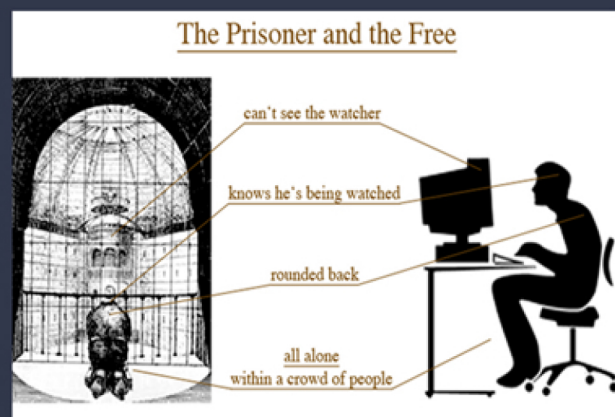 The Prisoner and the Free
can't see the watcher
knows he's being watched
rounded back
all alone
within a crowd of people